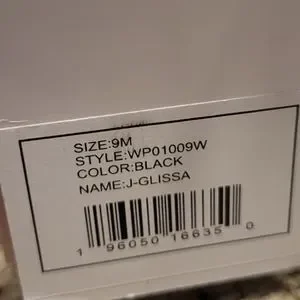 SIZE:9M
STYLE:WP01009W
COLOR:BLACK
NAME:J-GLISSA
1 96050 16635 0